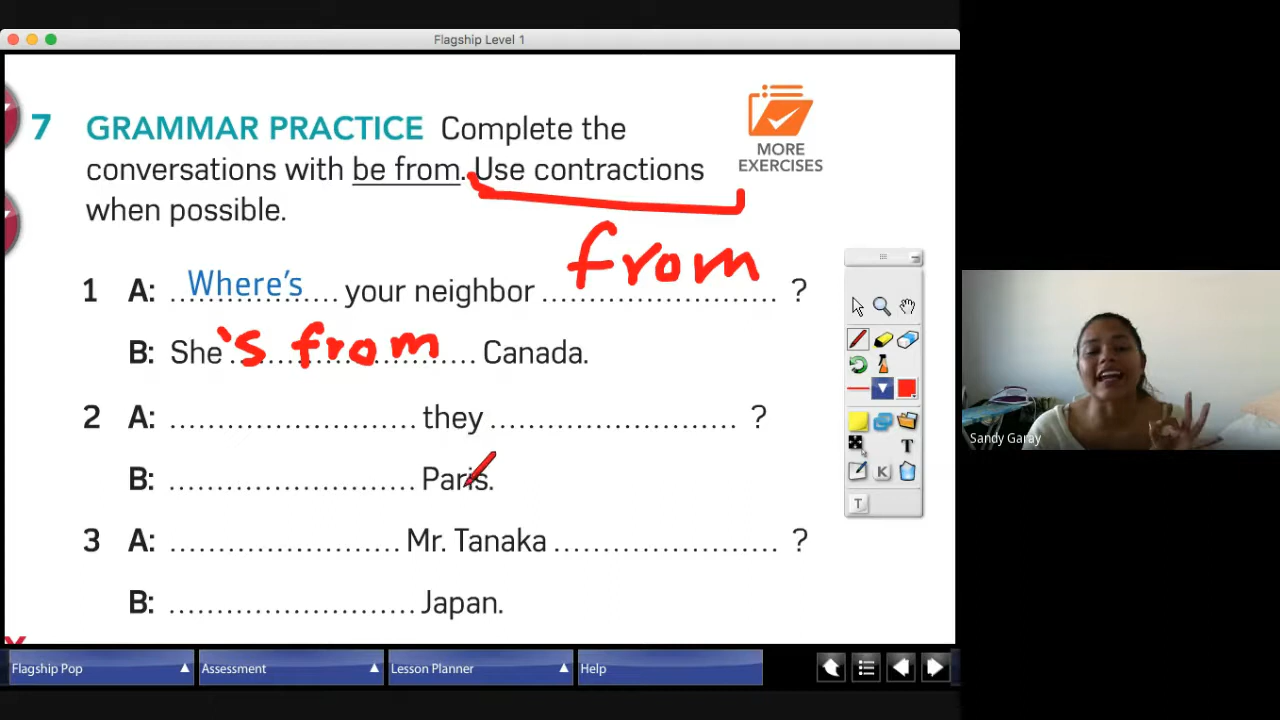 Flagship Level 1
7 GRAMMAR PRACTICE Complete the
conversations with be from. Use contractions
when possible.
MORE
EXERCISES
1 A: Where's your neighbor from ?
B: She 's from Canada.
2 A: ........................ they ........................ ?
B: ........................ Paris.
3 A: ........................ Mr. Tanaka ........................ ?
B: ........................ Japan.
T
K
T
Sandy Garay
Flagship Pop
Assessment
Lesson Planner
Help